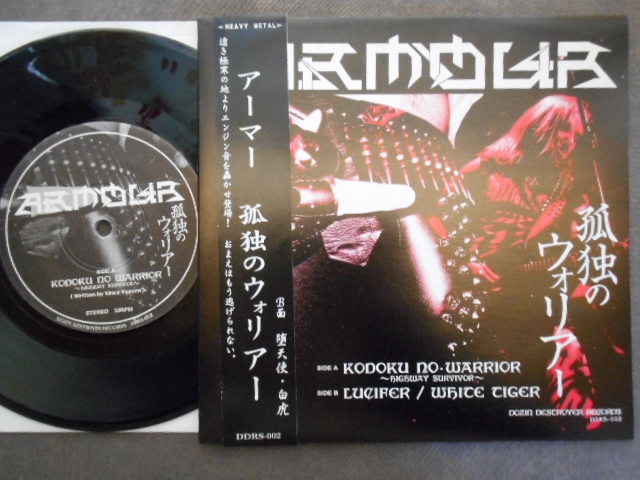 ARMOUR
孤独の
ウォリアー
SIDE A
KODOKU NO WARRIOR
~HIGHWAY SURVIVOR~
STEREO 33RPM
DOZIN DESTROYER RECORDS DDRS-002
<HEAVY METAL>
遠き極寒の地よりエンジン音を轟かせ登場!
おまえはもう逃げられない。
アーマー 孤独のウォリアー
B面 堕天使・白虎
DDRS-002
ARMOUR
孤独の
ウォリアー
SIDE A KODOKU NO WARRIOR
~HIGHWAY SURVIVOR~
SIDE B LUCIFER / WHITE TIGER
DOZIN DESTROYER RECORDS
DDRS-002